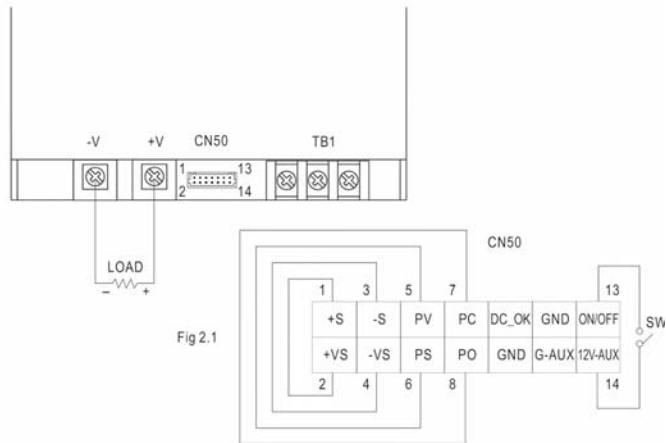 -V +V CN50 TB1
1 13
2 14
LOAD
– +
CN50
1 3 5 7 13
+S -S PV PC DC_OK GND ON/OFF
SW
Fig 2.1
+VS -VS PS PO GND G-AUX 12V-AUX
2 4 6 8 14